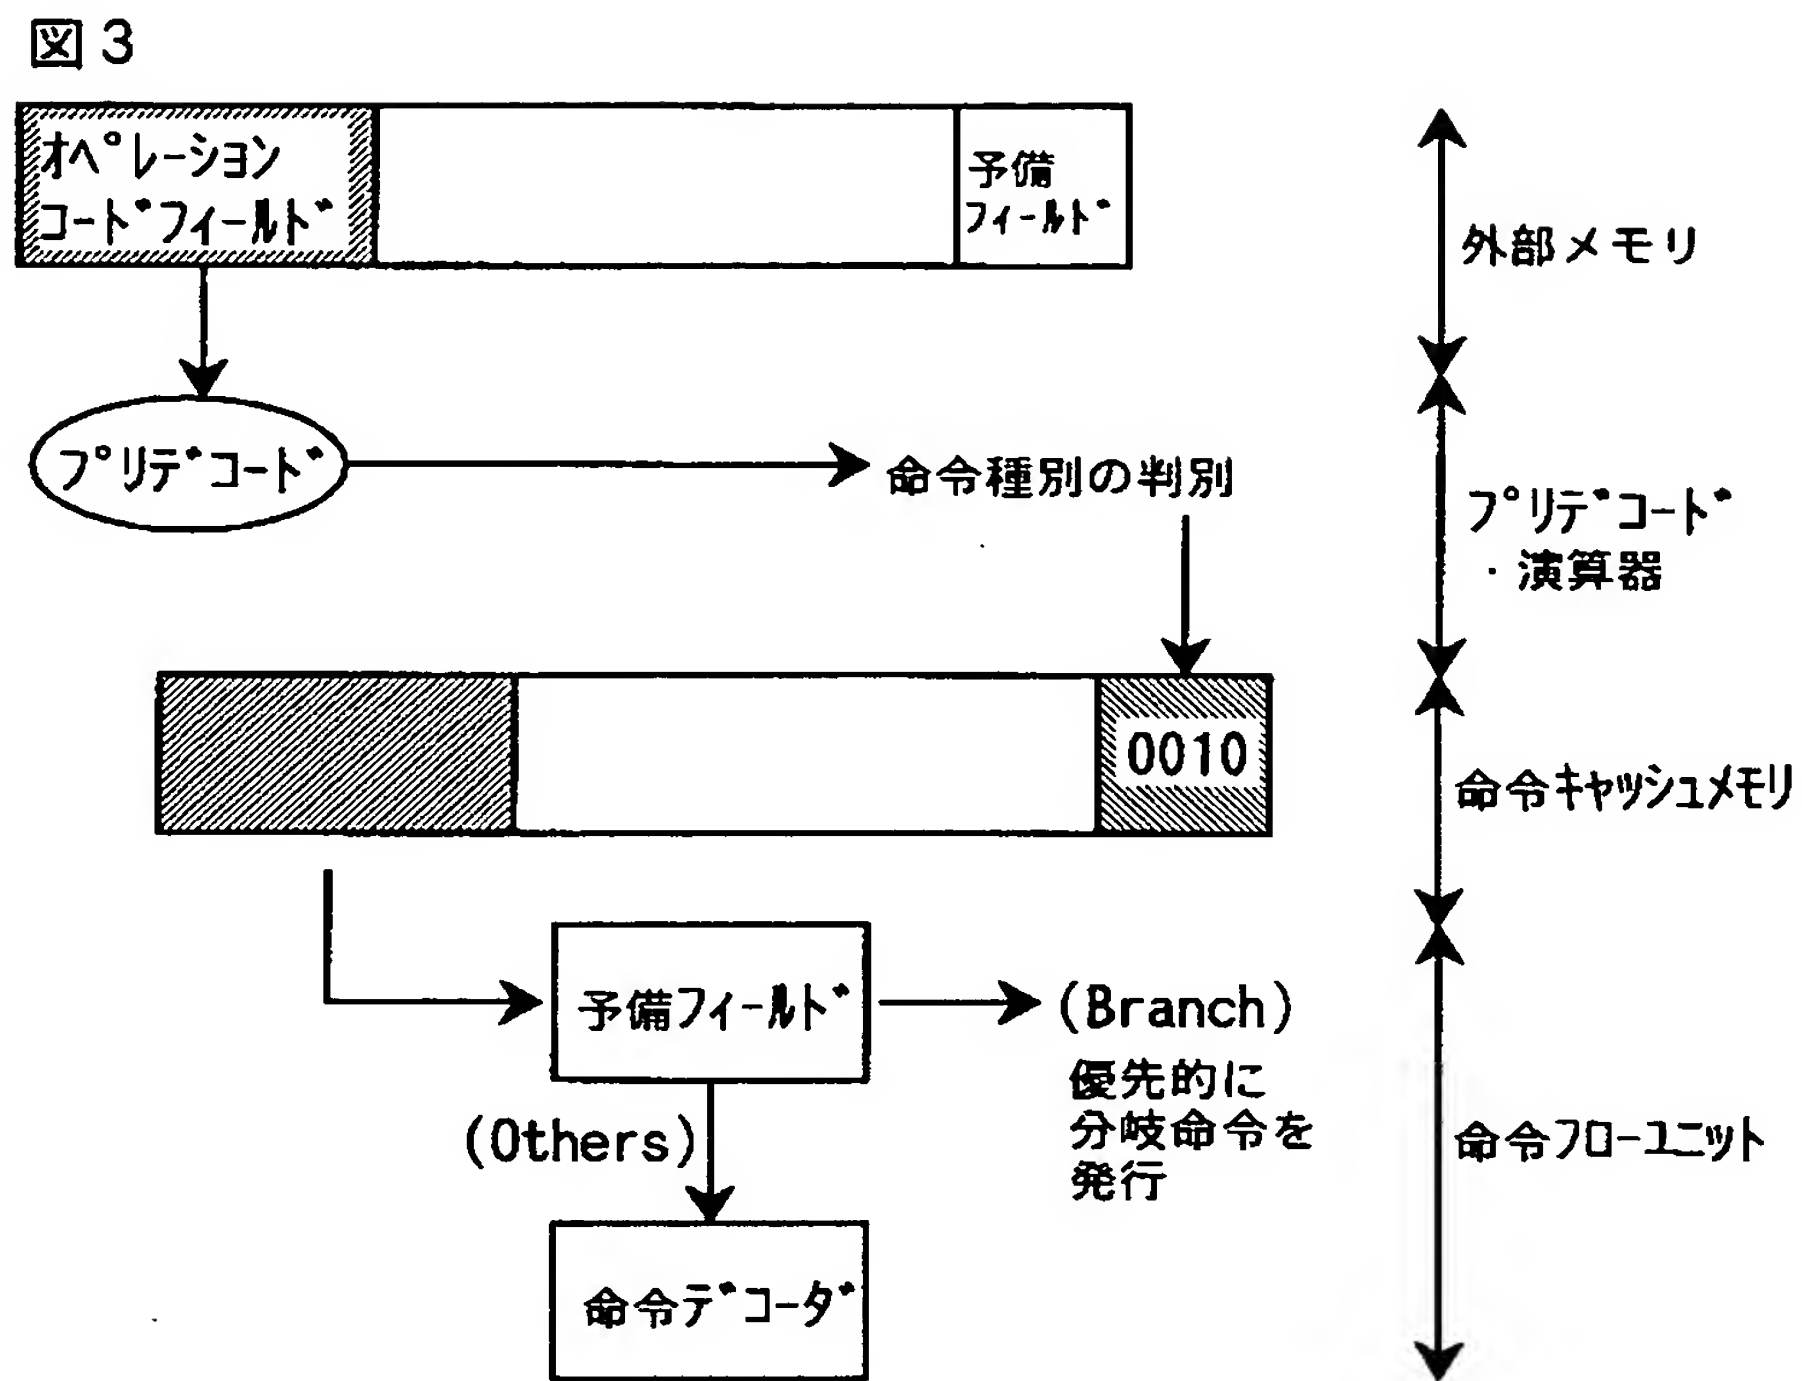 図3
ｵﾍﾟﾚｰｼｮﾝ
ｺｰﾄﾞﾌｨｰﾙﾄﾞ
予備
ﾌｨｰﾙﾄﾞ
外部メモリ
ﾌﾟﾘﾃﾞｺｰﾄﾞ
命令種別の判別
ﾌﾟﾘﾃﾞｺｰﾄﾞ
・演算器
0010
命令ｷｬｯｼｭﾒﾓﾘ
予備ﾌｨｰﾙﾄﾞ
(Branch)
優先的に
分岐命令を
発行
(Others)
命令ﾌﾛｰﾕﾆｯﾄ
命令ﾃﾞｺｰﾀﾞ